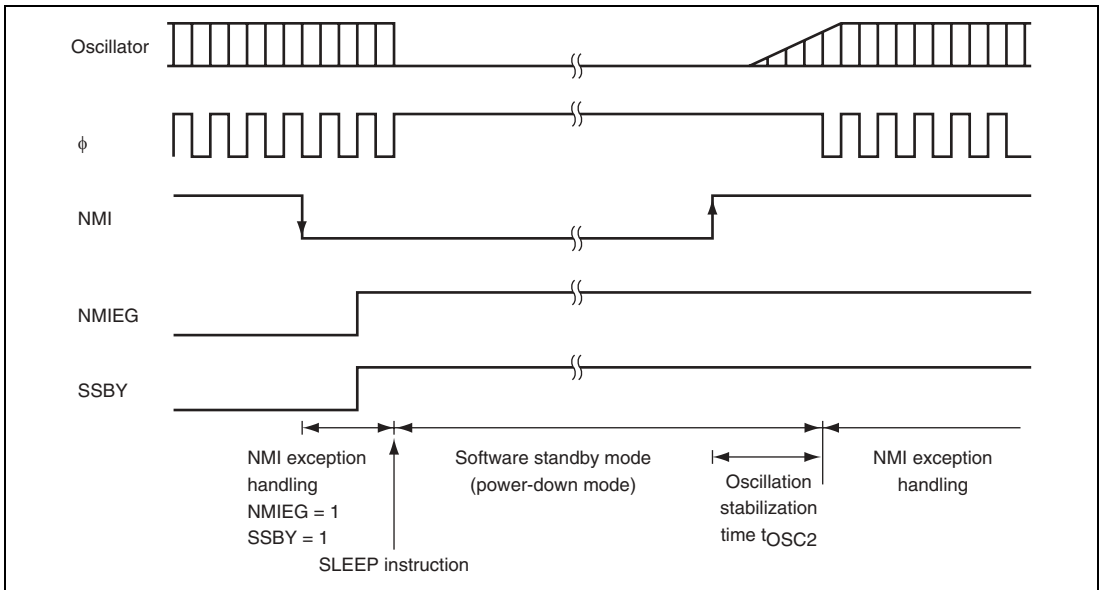 Oscillator
ϕ
NMI
NMIEG
SSBY
NMI exception
handling
NMIEG = 1
SSBY = 1
SLEEP instruction
Software standby mode
(power-down mode)
Oscillation
stabilization
time tOSC2
NMI exception
handling